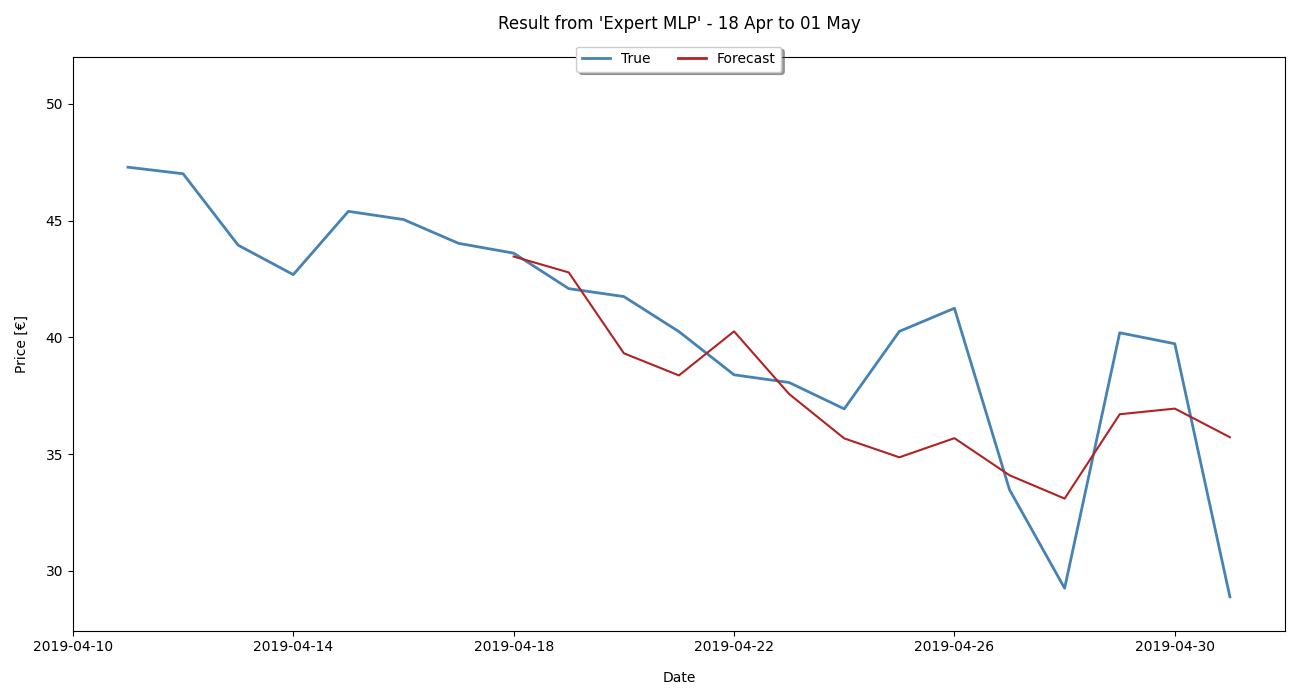 Result from 'Expert MLP' - 18 Apr to 01 May
True Forecast
50
45
40
35
30
Price [€]
2019-04-10 2019-04-14 2019-04-18 2019-04-22 2019-04-26 2019-04-30
Date